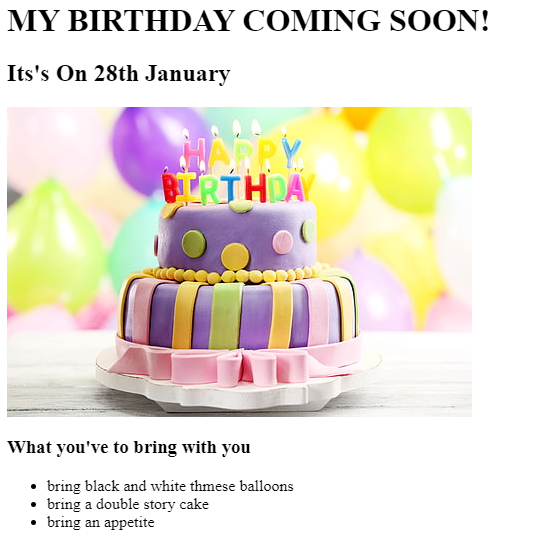 MY BIRTHDAY COMING SOON!
Its's On 28th January
HAPPY
BIRTHDAY
What you've to bring with you
bring black and white thmese balloons
bring a double story cake
bring an appetite